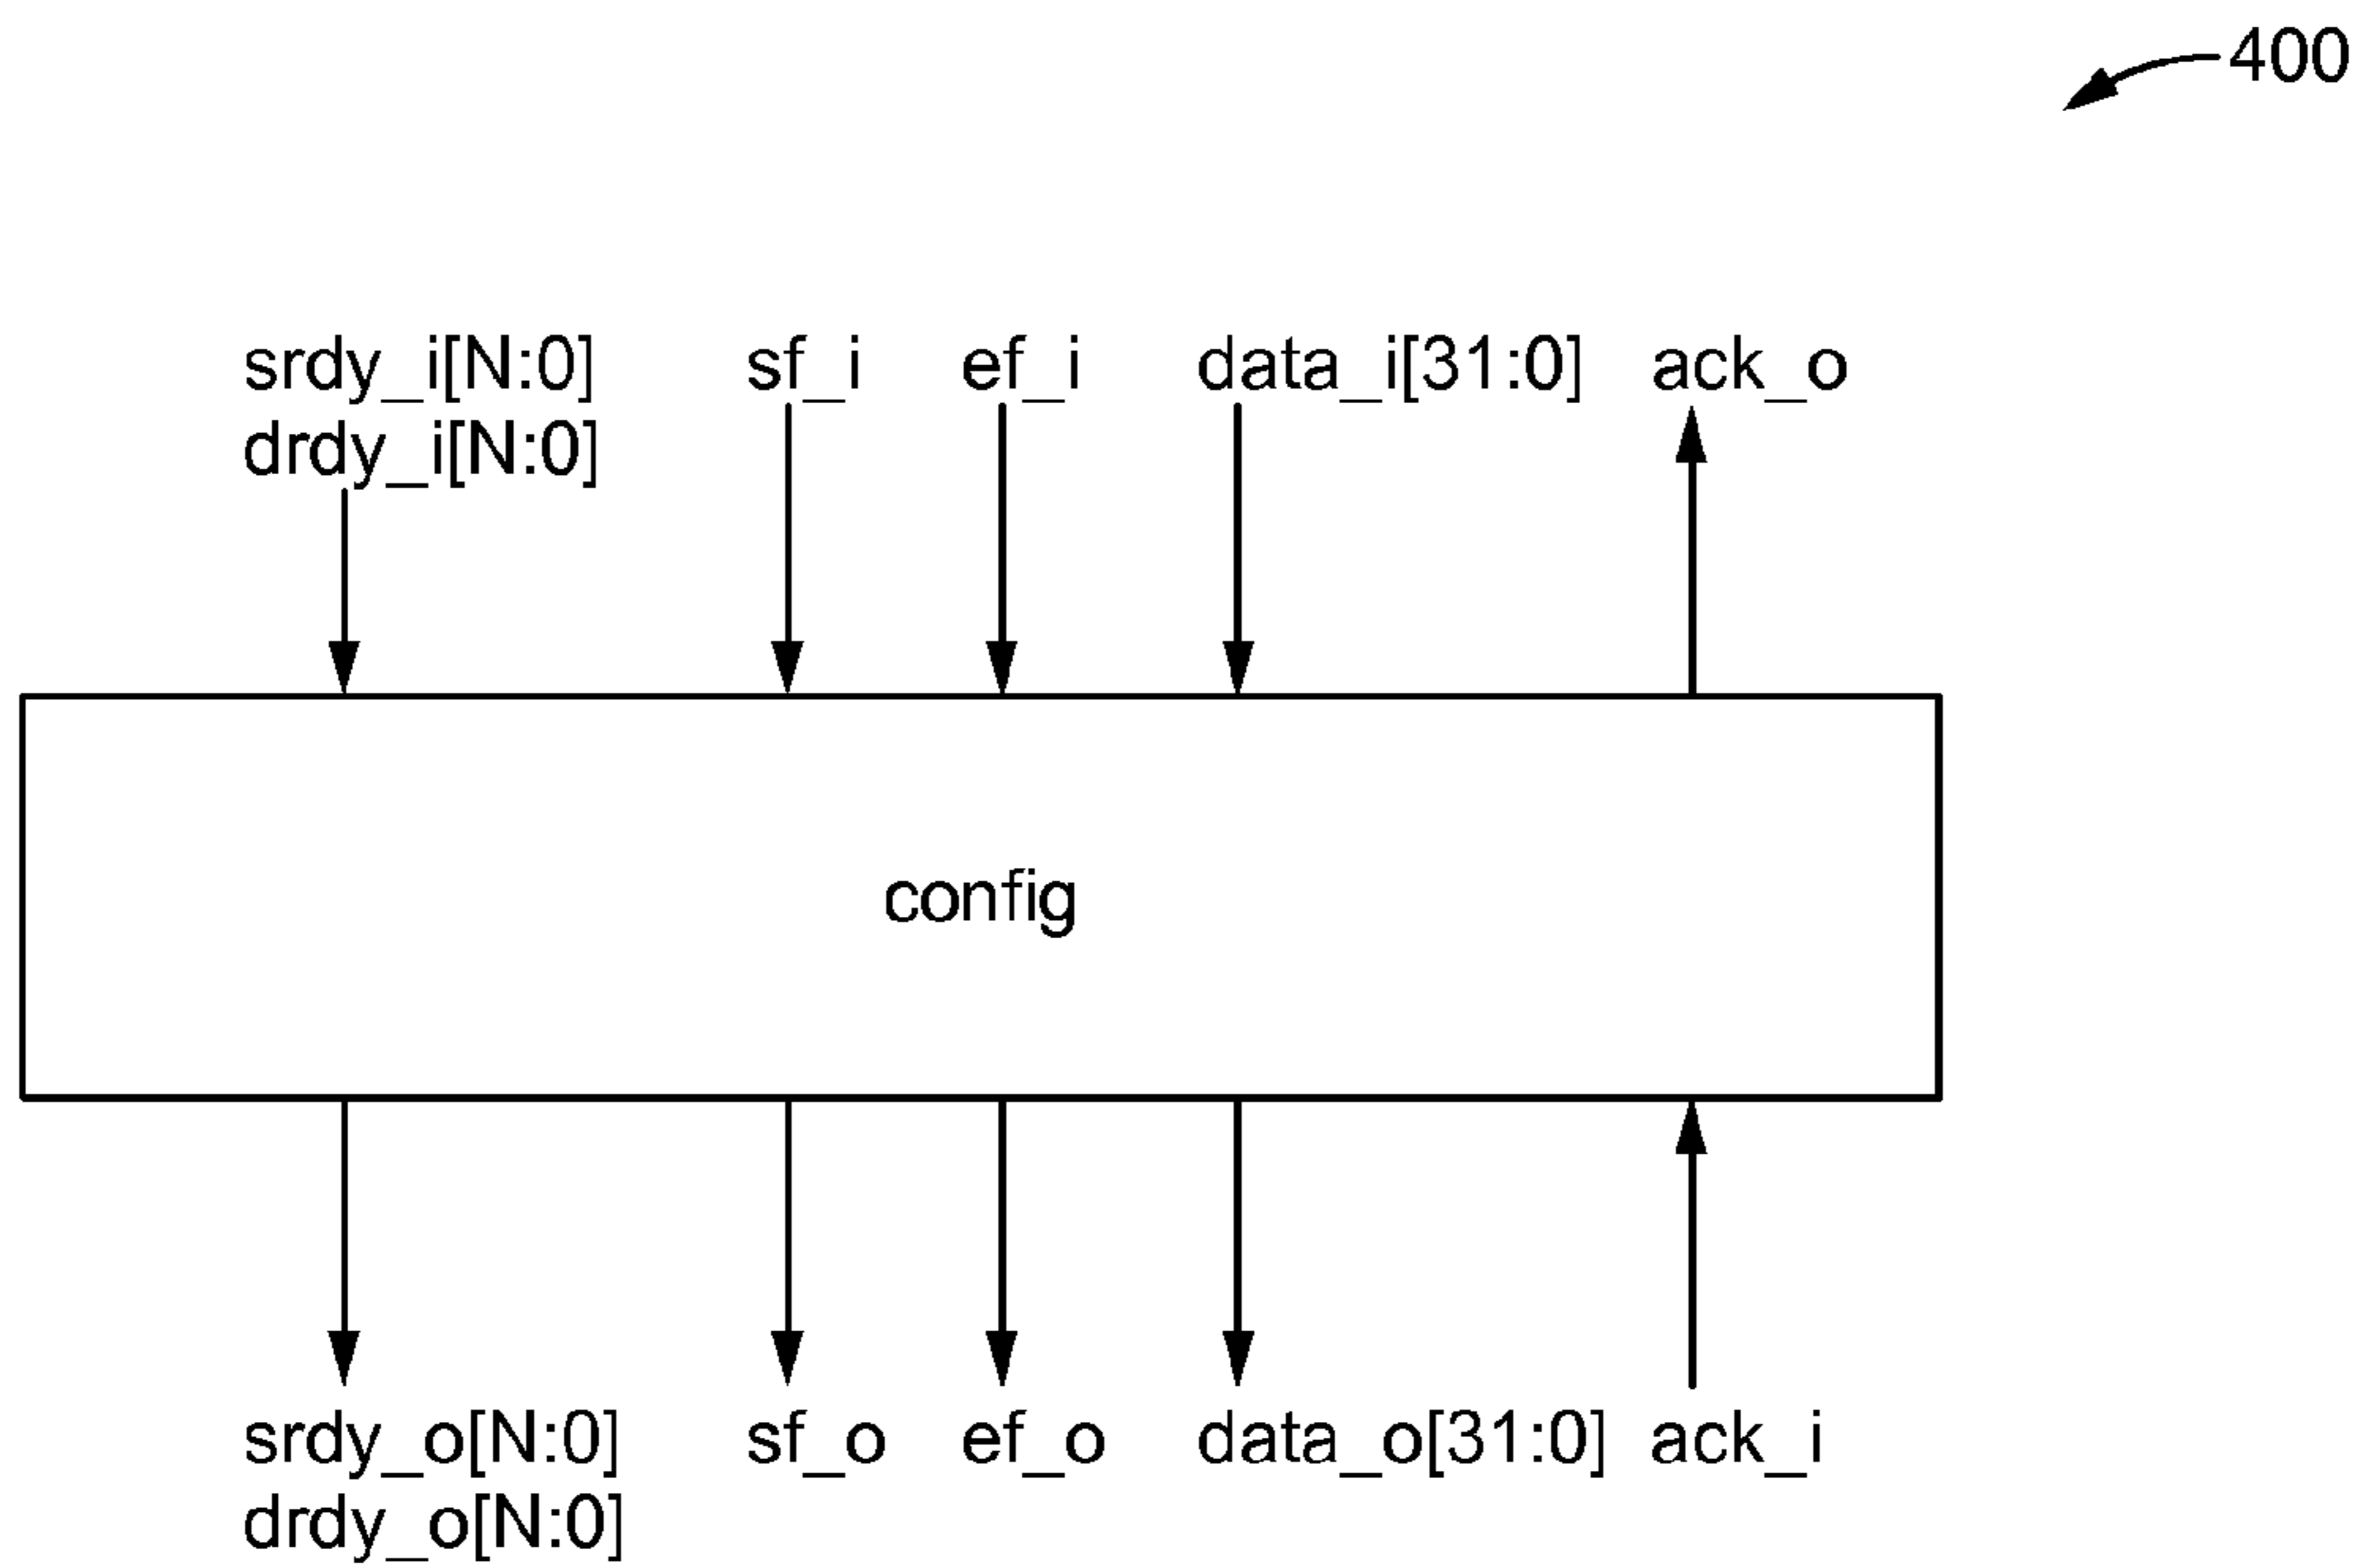 400
srdy_i[N:0] sf_i ef_i data_i[31:0] ack_o
drdy_i[N:0]
config
srdy_o[N:0] sf_o ef_o data_o[31:0] ack_i
drdy_o[N:0]